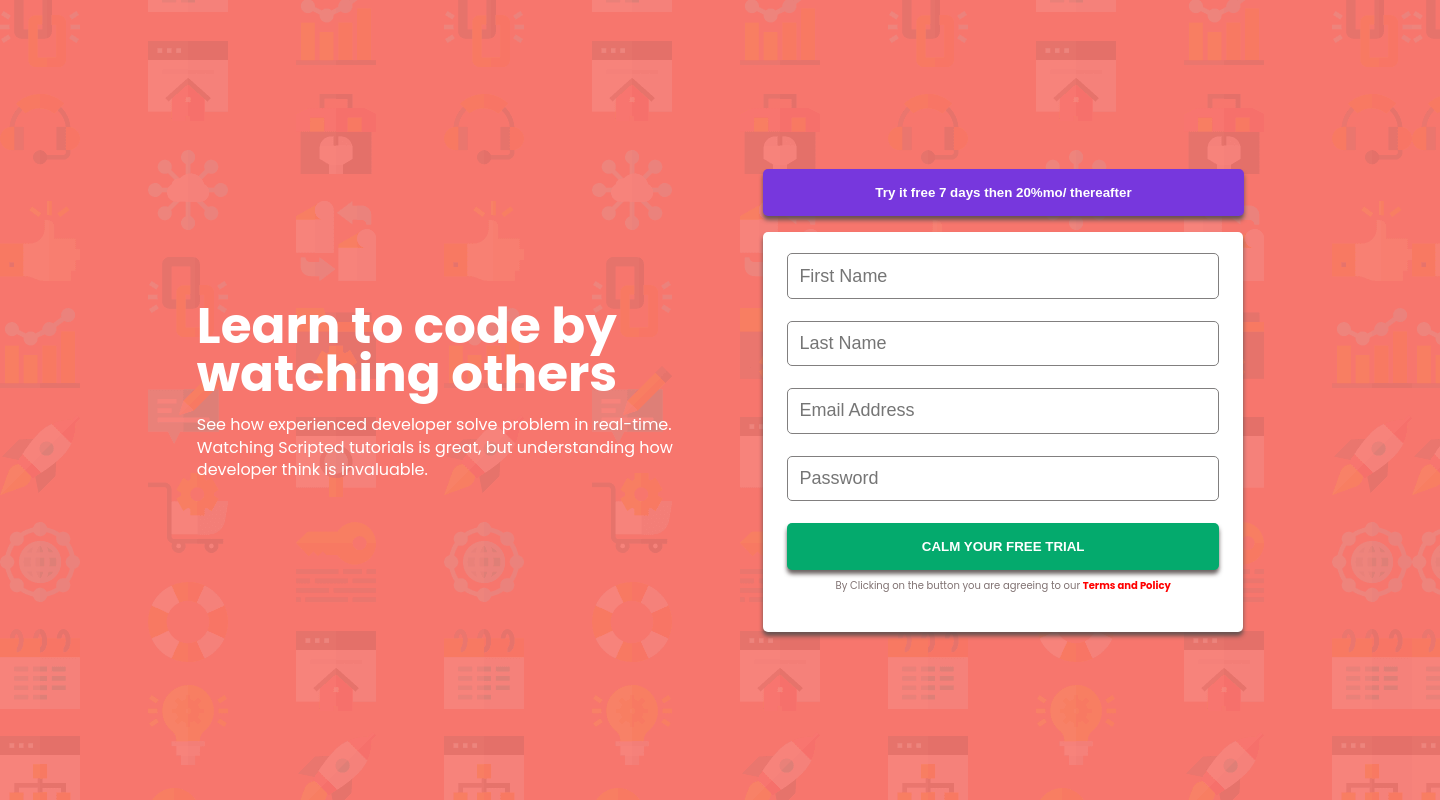 Learn to code by
watching others
See how experienced developer solve problem in real-time.
Watching Scripted tutorials is great, but understanding how
developer think is invaluable.
Try it free 7 days then 20%mo/ thereafter
First Name
Last Name
Email Address
Password
CALM YOUR FREE TRIAL
By Clicking on the button you are agreeing to our Terms and Policy